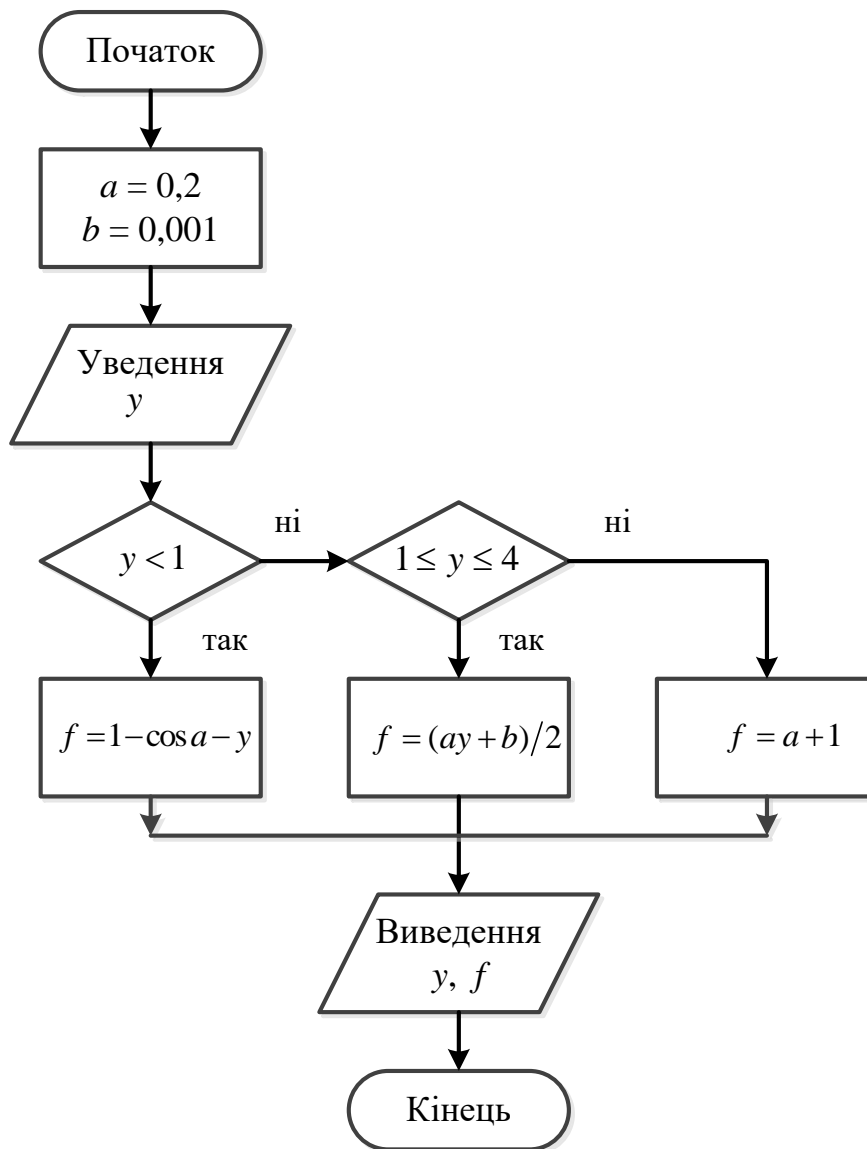 Початок
a = 0,2
b = 0,001
Уведення
y
ні
ні
y < 1
1 ≤ y ≤ 4
так
так
f = 1 − cos a − y
f = (ay + b)/2
f = a + 1
Виведення
y, f
Кінець